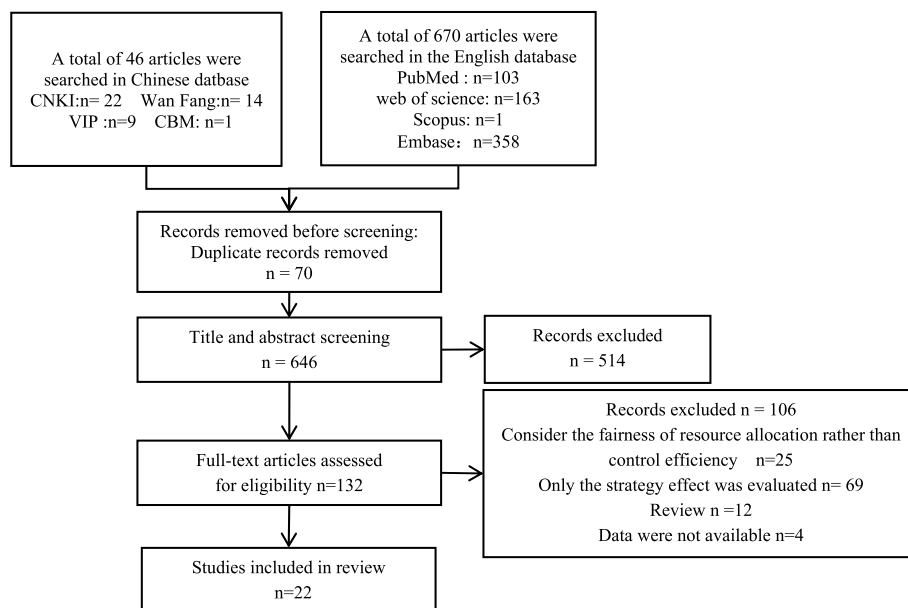 A total of 46 articles were
searched in Chinese datbase
CNKI:n= 22 Wan Fang:n= 14
VIP :n=9 CBM: n=1
A total of 670 articles were
searched in the English database
PubMed : n=103
web of science: n=163
Scopus: n=1
Embase：n=358
Records removed before screening:
Duplicate records removed
n = 70
Title and abstract screening
n = 646
Records excluded
n = 514
Full-text articles assessed
for eligibility n=132
Records excluded n = 106
Consider the fairness of resource allocation rather than
control efficiency n=25
Only the strategy effect was evaluated n= 69
Review n =12
Data were not available n=4
Studies included in review
n=22